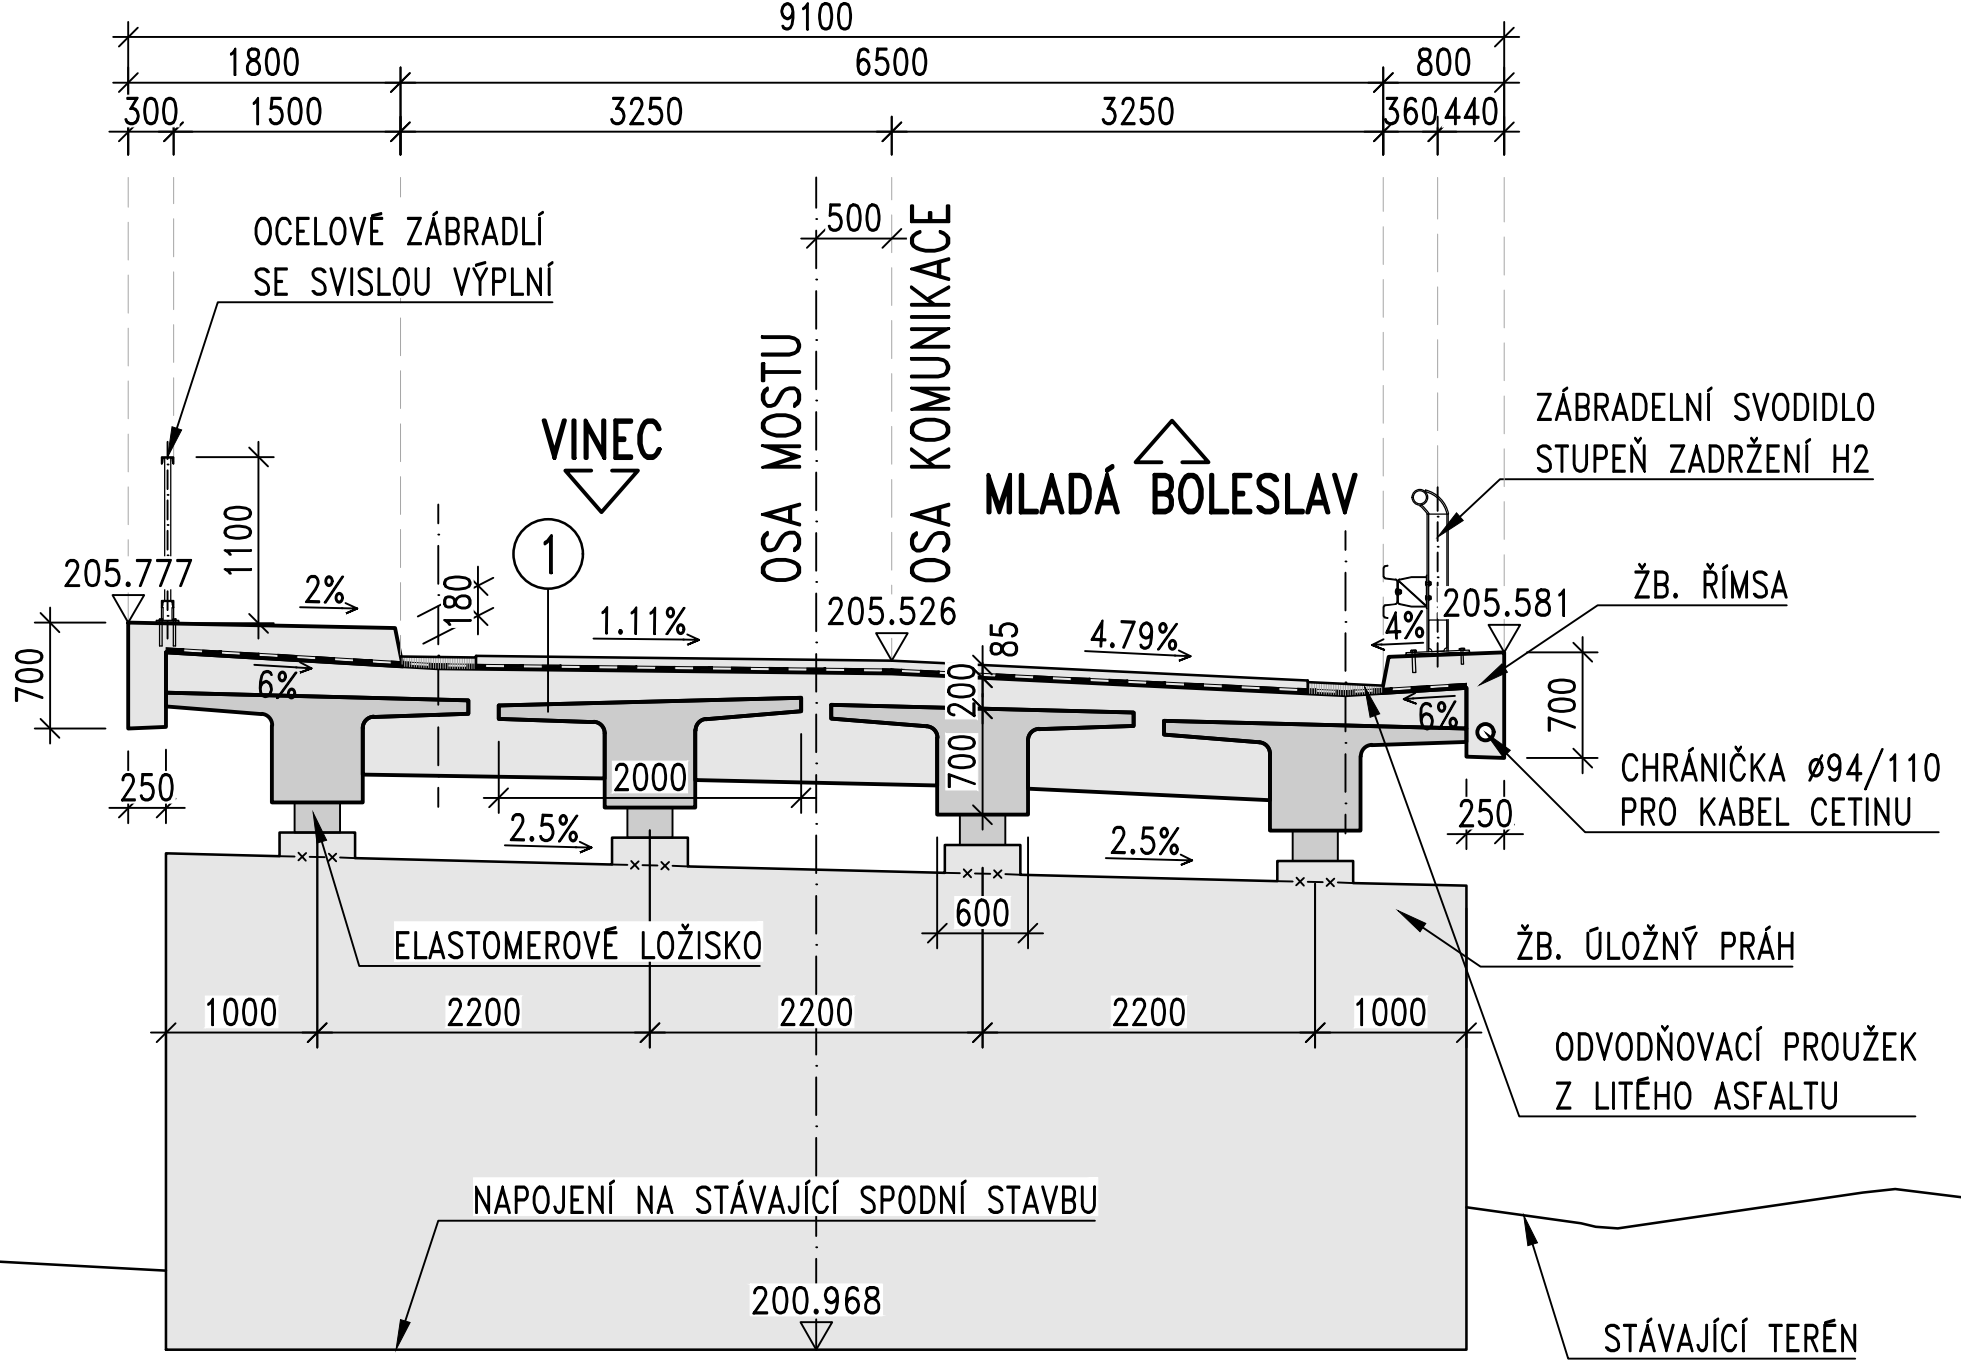 9100
1800
6500
800
300
1500
3250
3250
360
440
500
OCELOVÉ ZÁBRADLÍ
SE SVISLOU VÝPLNÍ
OSA MOSTU
OSA KOMUNIKACE
VINEC
MLADÁ BOLESLAV
ZÁBRADELNÍ SVODIDLO
STUPEŇ ZADRŽENÍ H2
ŽB. ŘÍMSA
1100
205.777
2%
180
1
1.11%
205.526
85
4.79%
4%
205.581
700
6%
200
6%
700
250
2000
700
CHRÁNIČKA ø94/110
PRO KABEL CETINU
250
2.5%
2.5%
600
ELASTOMEROVÉ LOŽISKO
ŽB. ÚLOŽNÝ PRÁH
1000
2200
2200
2200
1000
ODVODŇOVACÍ PROUŽEK
Z LITÉHO ASFALTU
NAPOJENÍ NA STÁVAJÍCÍ SPODNÍ STAVBU
200.968
STÁVAJÍCÍ TERÉN